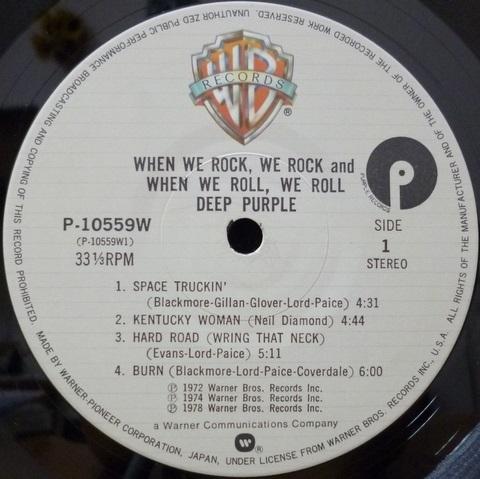 WB
RECORDS
®
WHEN WE ROCK, WE ROCK and
WHEN WE ROLL, WE ROLL
DEEP PURPLE
P
PURPLE RECORDS
P-10559W
(P-10559W1)
33⅓RPM
SIDE
1
STEREO
1. SPACE TRUCKIN'
(Blackmore-Gillan-Glover-Lord-Paice) 4:31
2. KENTUCKY WOMAN (Neil Diamond) 4:44
3. HARD ROAD (WRING THAT NECK)
(Evans-Lord-Paice) 5:11
4. BURN (Blackmore-Lord-Paice-Coverdale) 6:00
℗ 1972 Warner Bros. Records Inc.
℗ 1974 Warner Bros. Records Inc.
℗ 1978 Warner Bros. Records Inc.
a Warner Communications Company
W®
MADE BY WARNER-PIONEER CORPORATION, JAPAN, UNDER LICENSE FROM WARNER BROS. RECORDS INC., U.S.A. ALL RIGHTS OF THE MANUFACTURER AND OF THE OWNER OF THE RECORDED WORK RESERVED. UNAUTHORIZED PUBLIC PERFORMANCE BROADCASTING AND COPYING OF THIS RECORD PROHIBITED.